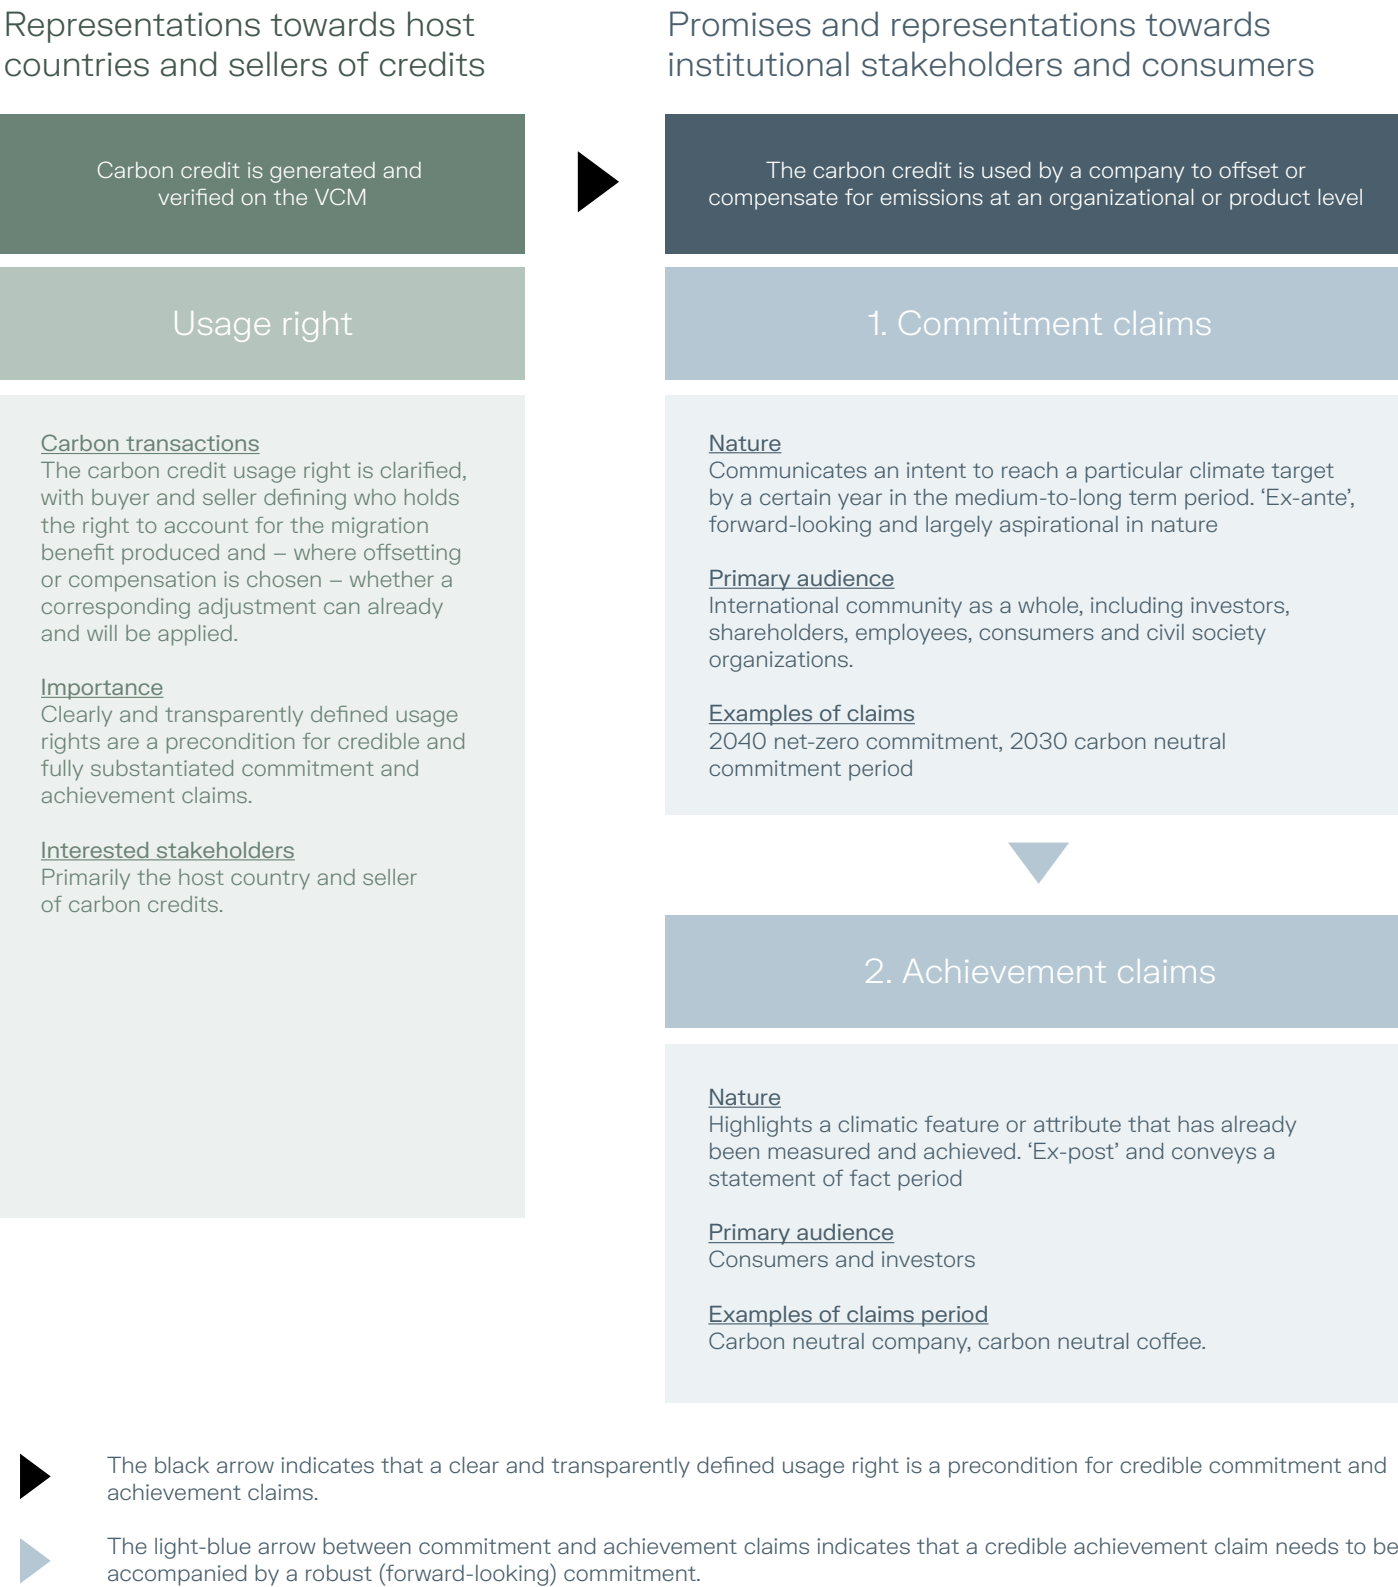 Representations towards host
countries and sellers of credits
Carbon credit is generated and
verified on the VCM
Usage right
Carbon transactions
The carbon credit usage right is clarified,
with buyer and seller defining who holds
the right to account for the migration
benefit produced and – where offsetting
or compensation is chosen – whether a
corresponding adjustment can already
and will be applied.
Importance
Clearly and transparently defined usage
rights are a precondition for credible and
fully substantiated commitment and
achievement claims.
Interested stakeholders
Primarily the host country and seller
of carbon credits.
Promises and representations towards
institutional stakeholders and consumers
The carbon credit is used by a company to offset or
compensate for emissions at an organizational or product level
1. Commitment claims
Nature
Communicates an intent to reach a particular climate target
by a certain year in the medium-to-long term period. ‘Ex-ante’,
forward-looking and largely aspirational in nature
Primary audience
International community as a whole, including investors,
shareholders, employees, consumers and civil society
organizations.
Examples of claims
2040 net-zero commitment, 2030 carbon neutral
commitment period
2. Achievement claims
Nature
Highlights a climatic feature or attribute that has already
been measured and achieved. ‘Ex-post’ and conveys a
statement of fact period
Primary audience
Consumers and investors
Examples of claims period
Carbon neutral company, carbon neutral coffee.
The black arrow indicates that a clear and transparently defined usage right is a precondition for credible commitment and
achievement claims.
The light-blue arrow between commitment and achievement claims indicates that a credible achievement claim needs to be
accompanied by a robust (forward-looking) commitment.